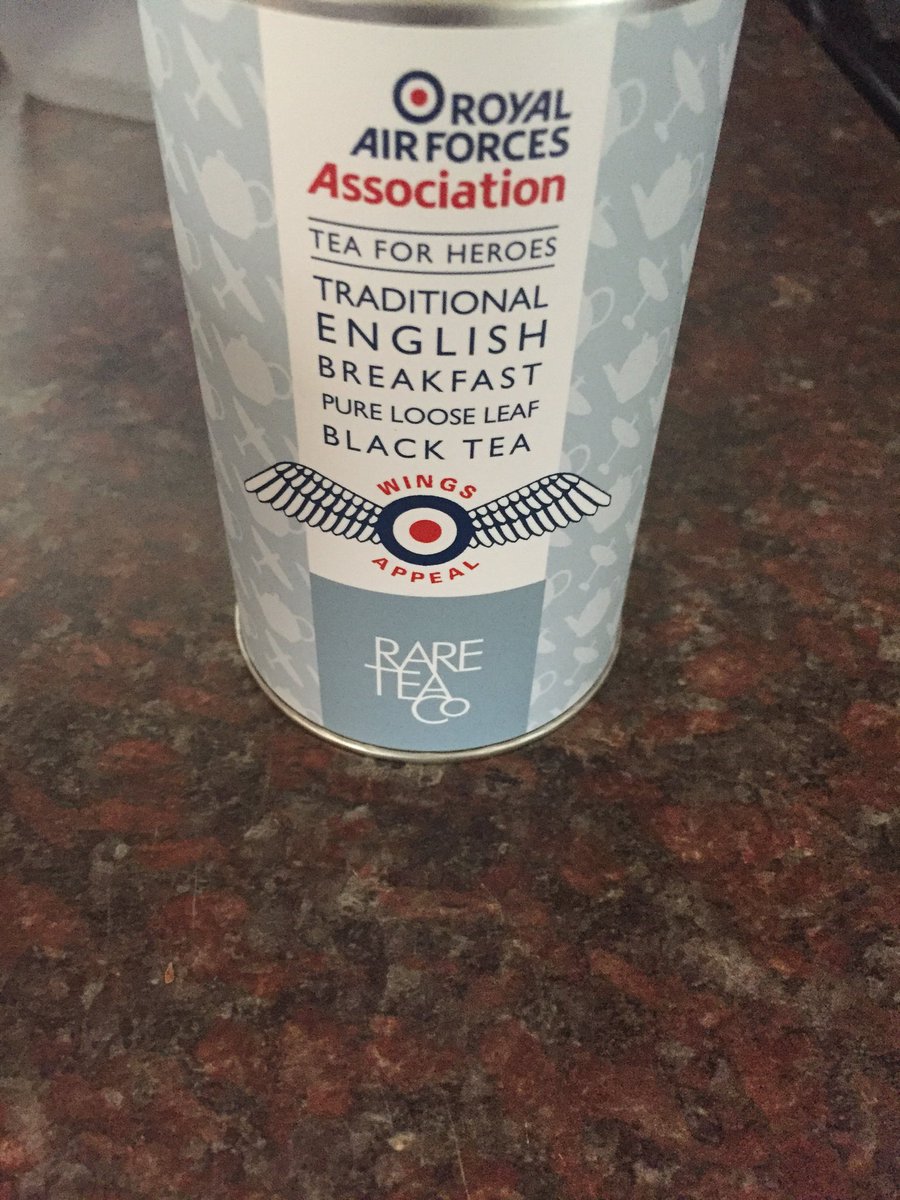 ROYAL
AIR FORCES
Association
TEA FOR HEROES
TRADITIONAL
ENGLISH
BREAKFAST
PURE LOOSE LEAF
BLACK TEA
WINGS
APPEAL
RARE
TEA
Co